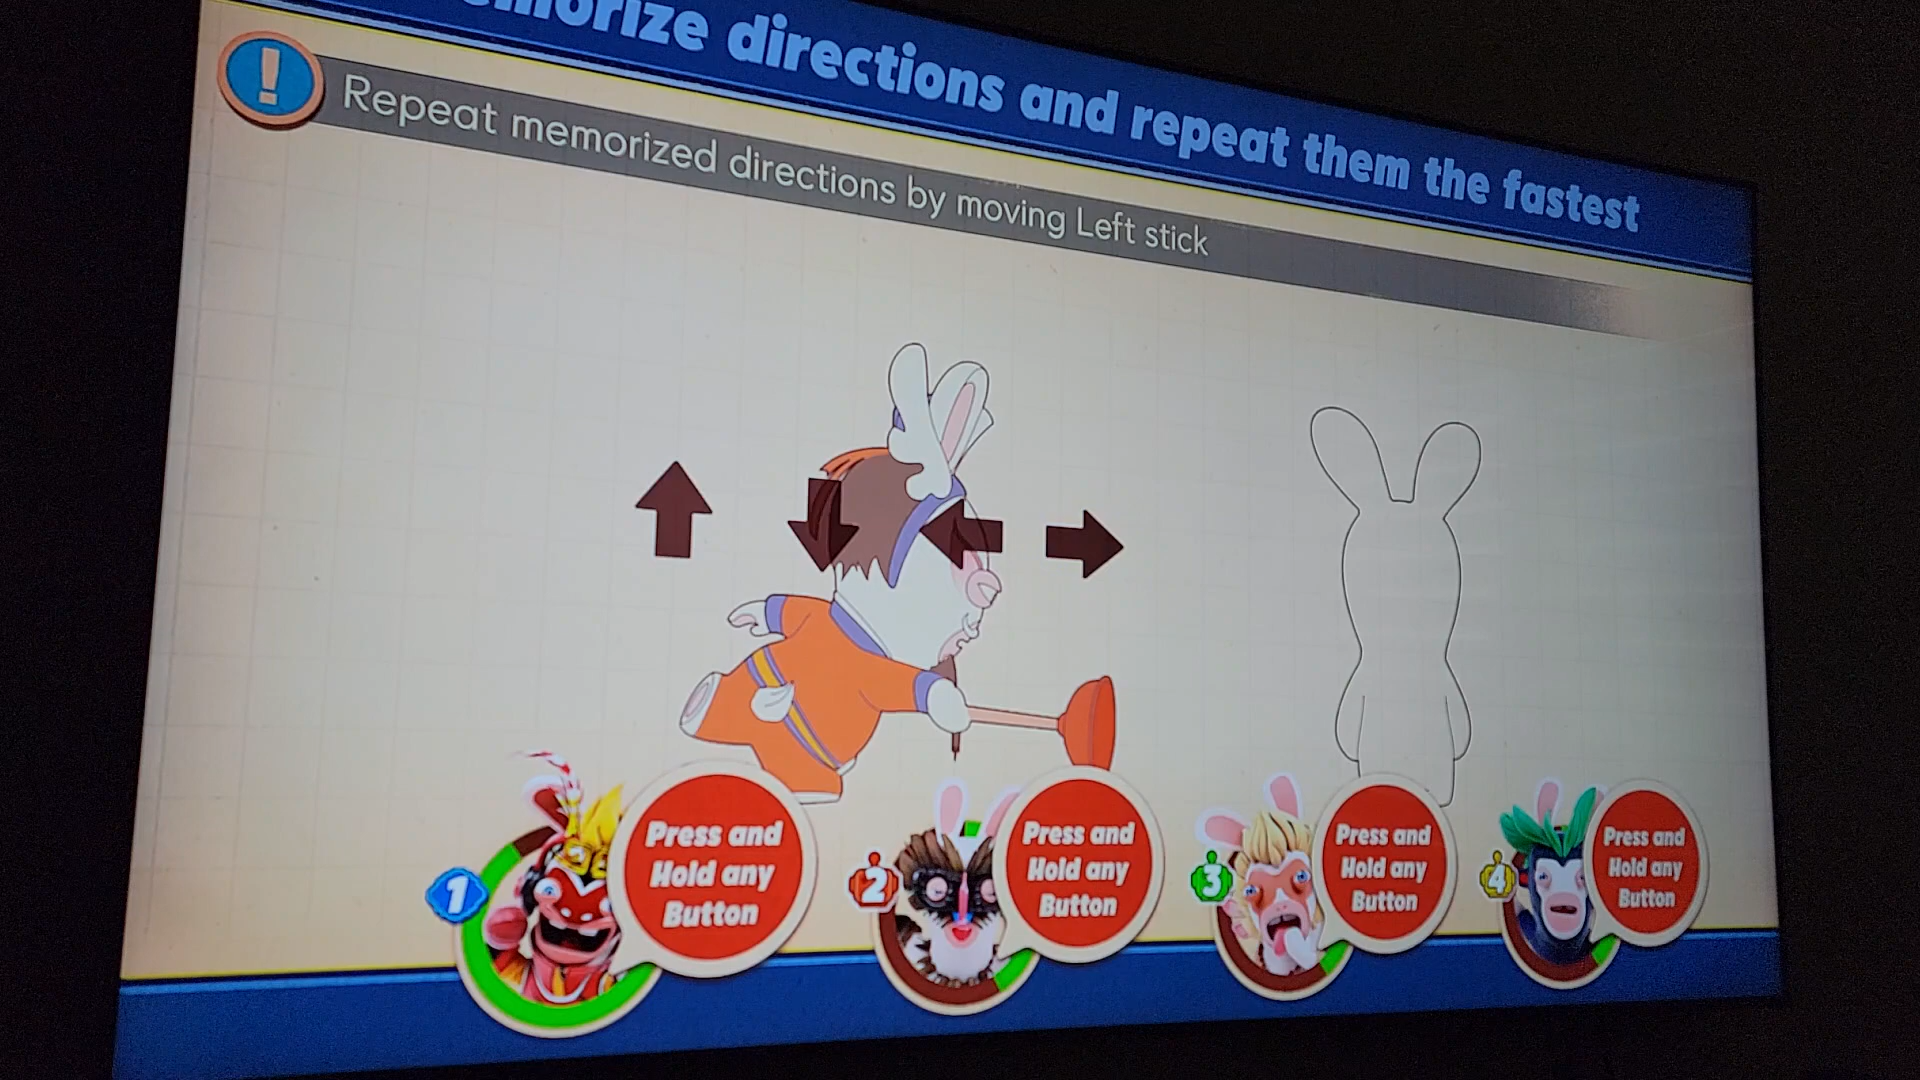 directions and repeat them the fastest
Repeat memorized directions by moving Left stick
1
Press and
Hold any
Button
2
Press and
Hold any
Button
3
Press and
Hold any
Button
4
Press and
Hold any
Button